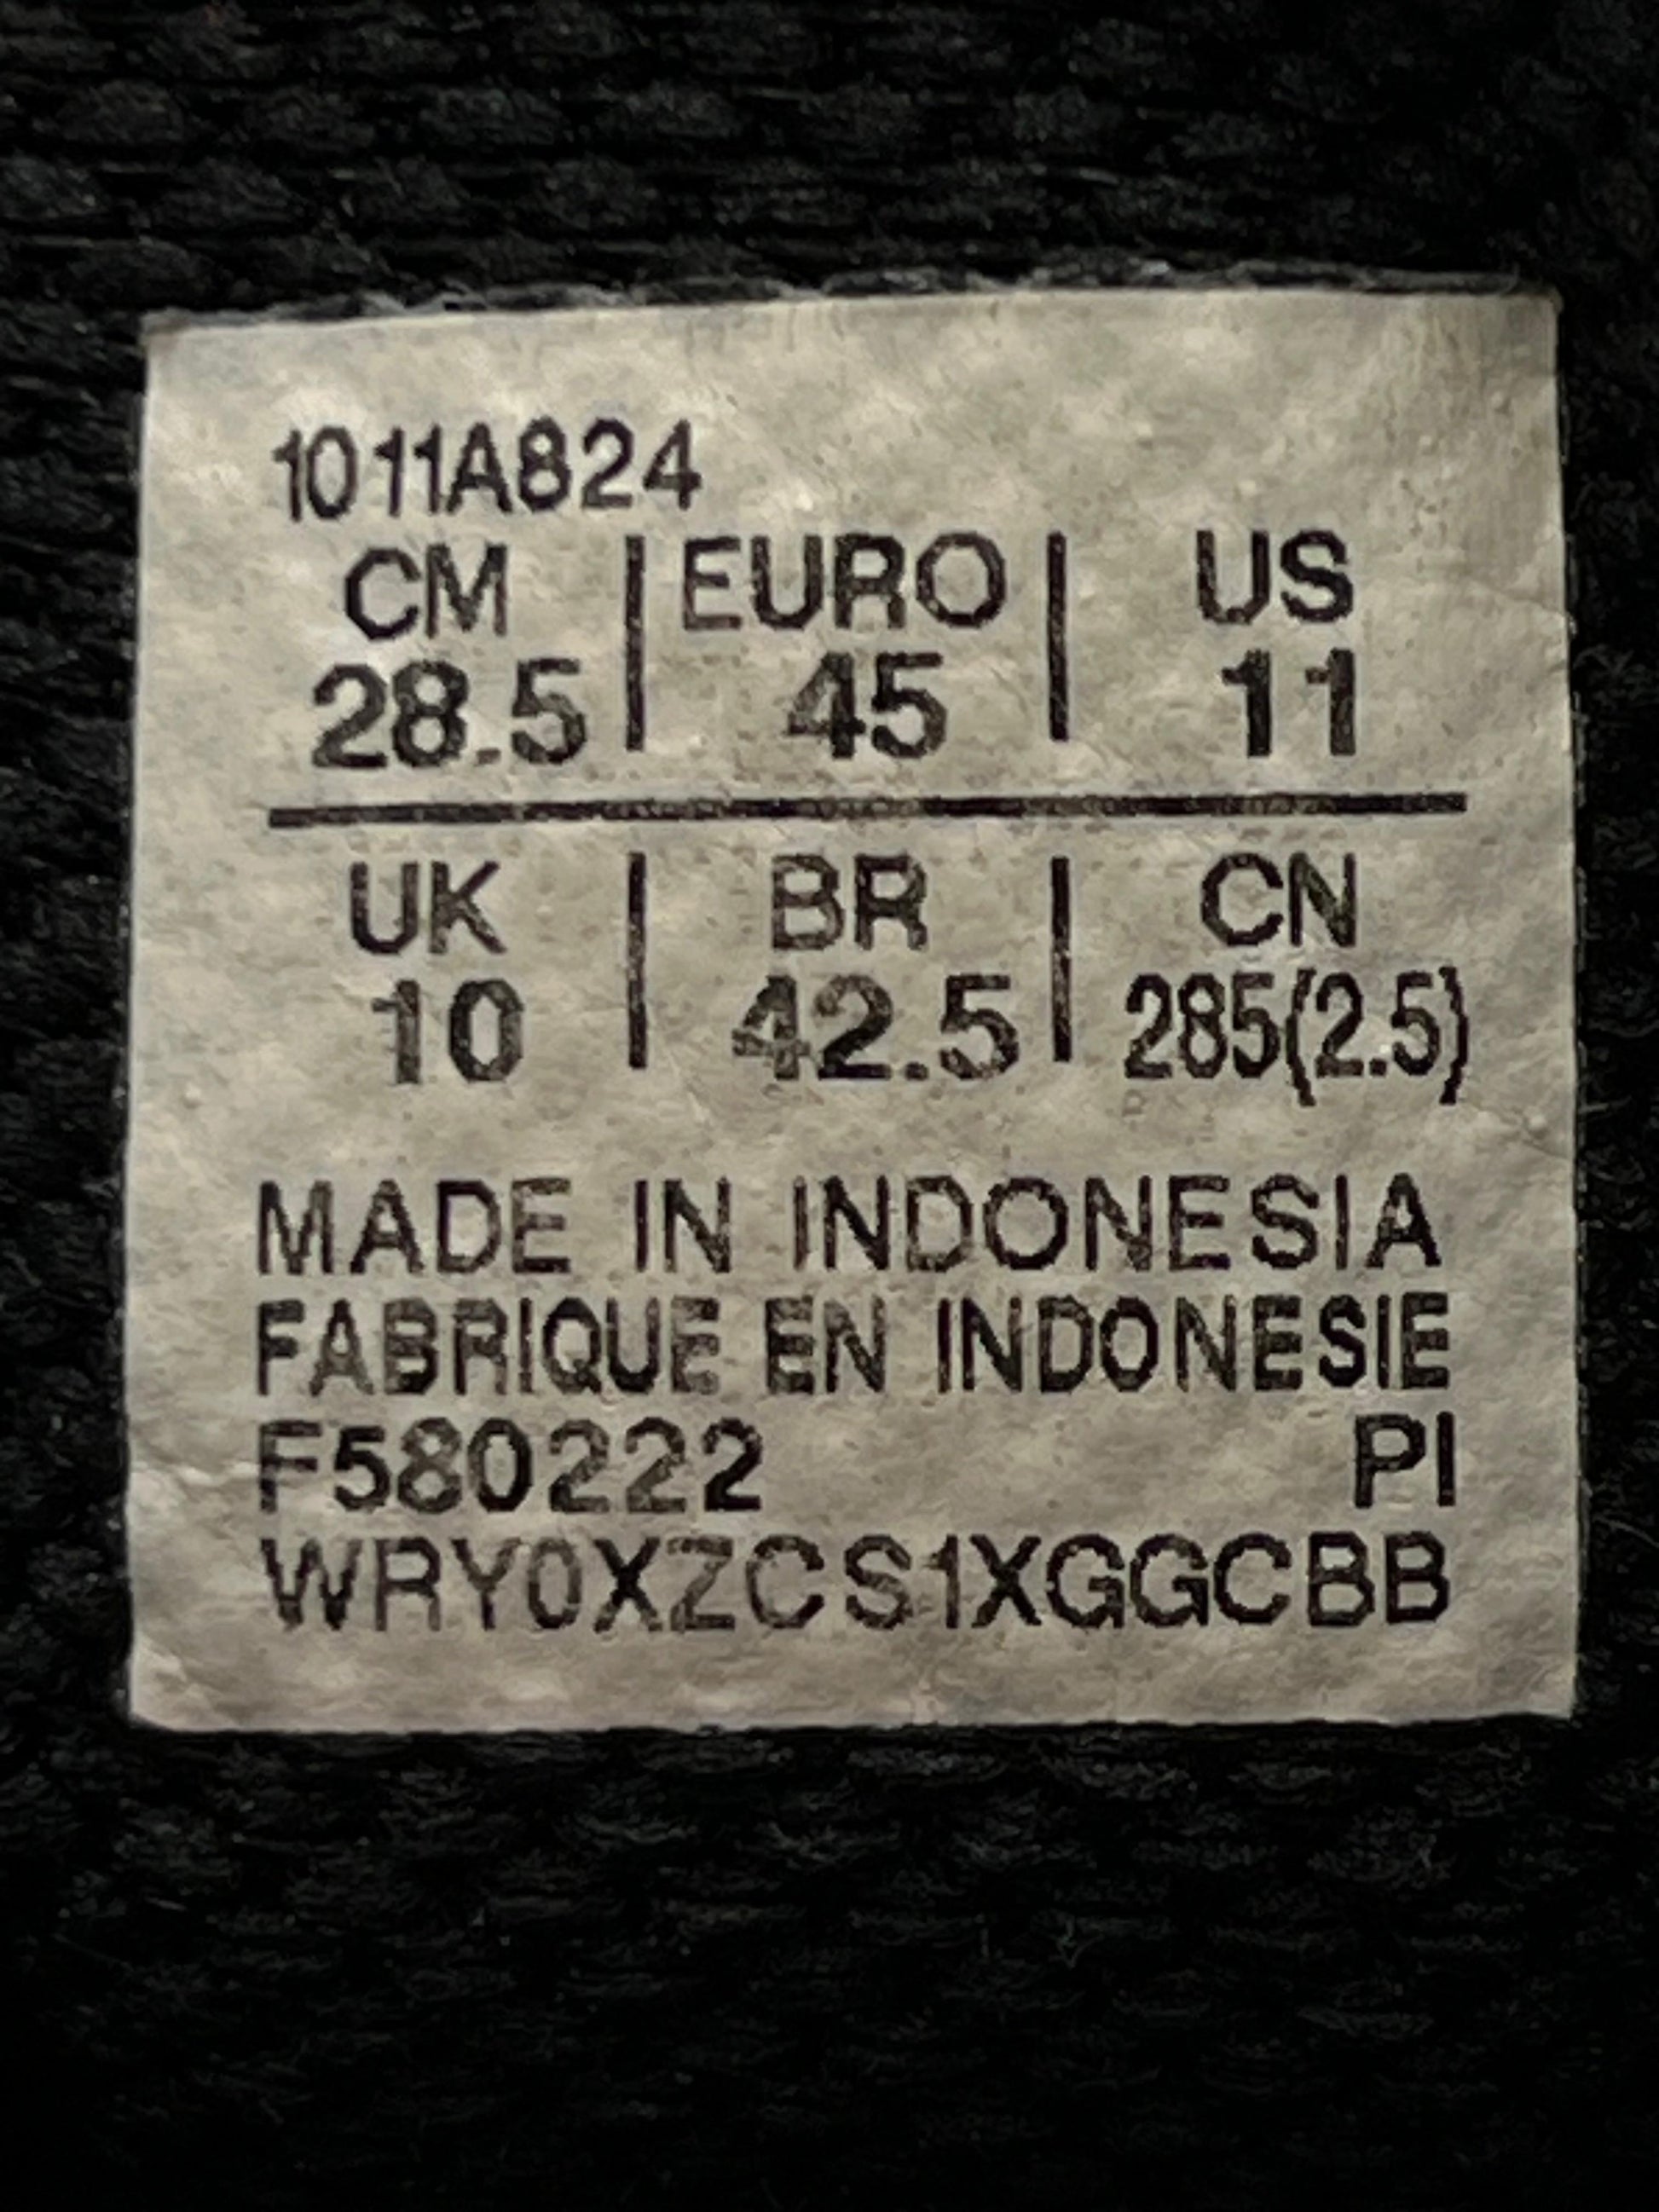 1011A824
CM | EURO | US
28.5 | 45 | 11
UK | BR | CN
10 | 42.5 | 285(2.5)
MADE IN INDONESIA
FABRIQUE EN INDONESIE
F580222 PI
WRY0XZCS1XGGCBB